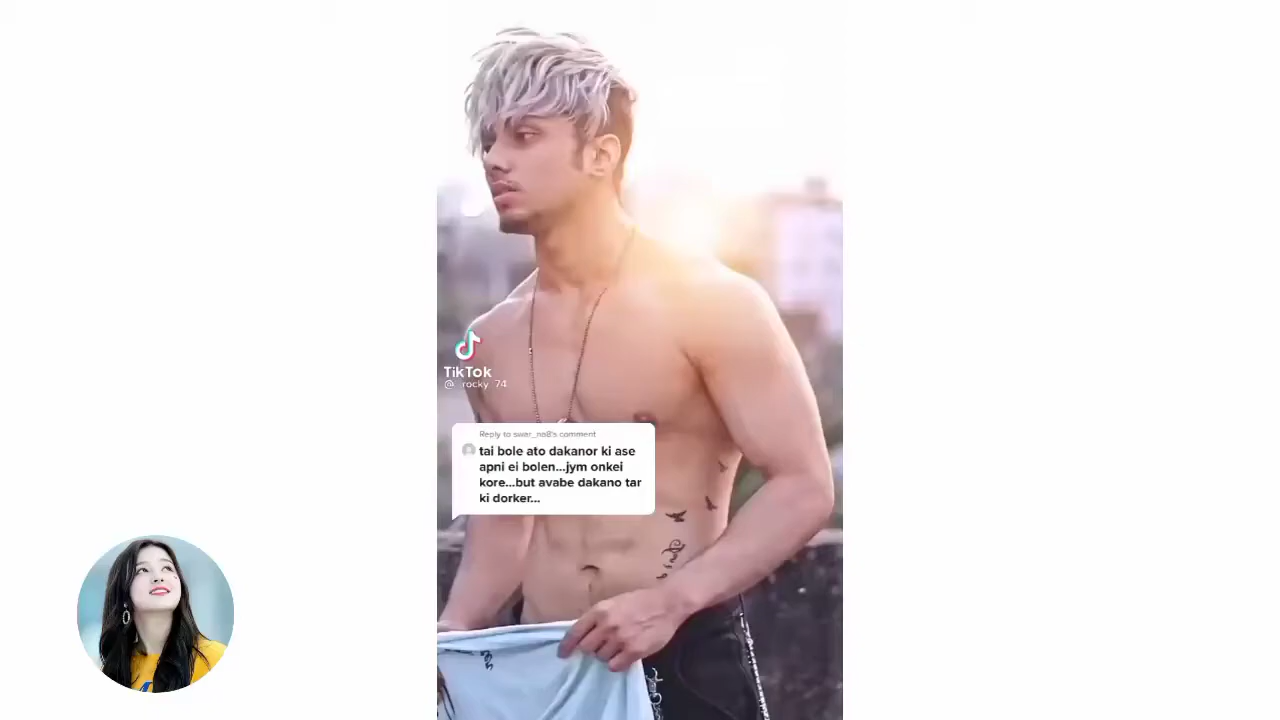 TikTok
@_rocky_74
Reply to swar_na8's comment
tai bole ato dakanor ki ase
apni ei bolen...jym onkei
kore...but avabe dakano tar
ki dorker...